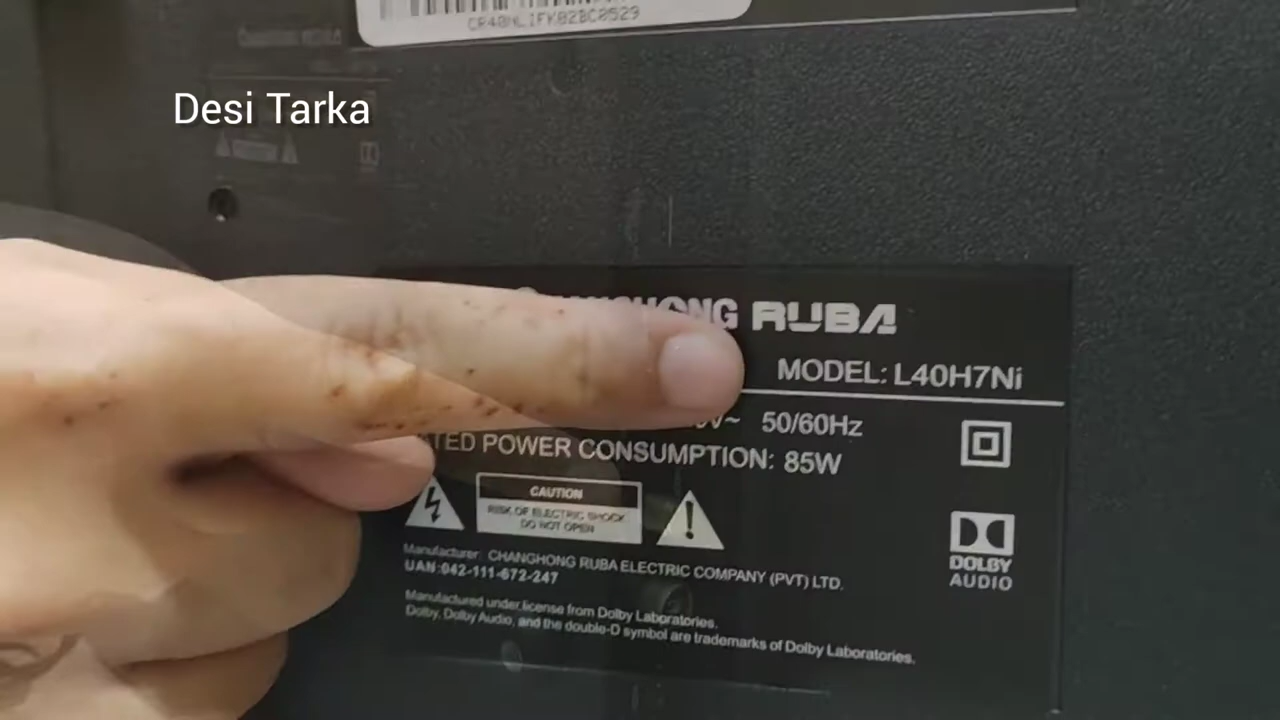 CR40NL1FK02BC0529
Desi Tarka
RUBA
MODEL: L40H7Ni
50/60Hz
POWER CONSUMPTION: 85W
CAUTION
RISK OF ELECTRIC SHOCK
DO NOT OPEN
Manufacturer: CHANGHONG RUBA ELECTRIC COMPANY (PVT) LTD.
UAN:042-111-672-247
DOLBY
AUDIO
Manufactured under license from Dolby Laboratories.
Dolby, Dolby Audio, and the double-D symbol are trademarks of Dolby Laboratories.